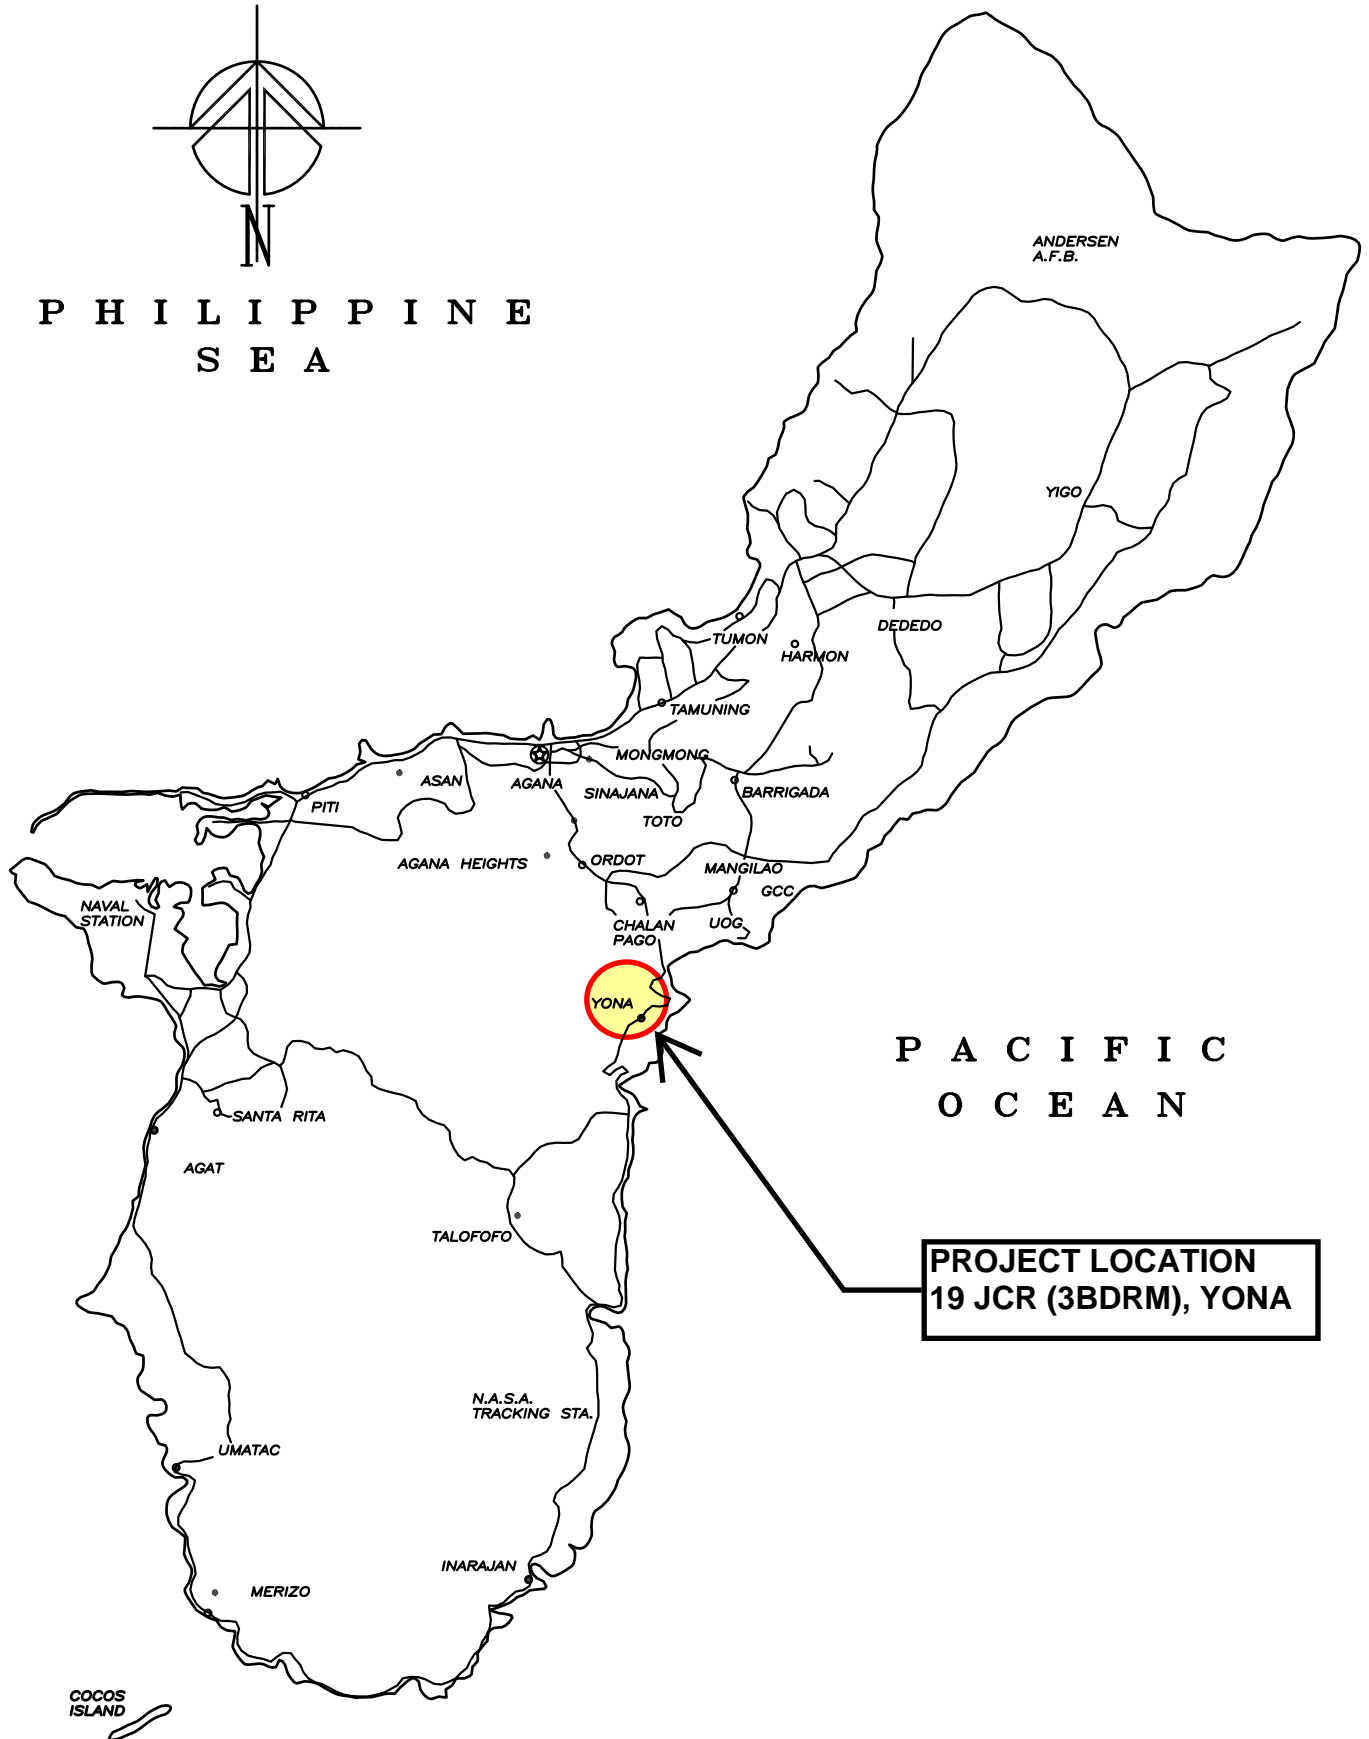 N
PHILIPPINE
SEA
ANDERSEN
A.F.B.
YIGO
DEDEDO
TUMON
HARMON
TAMUNING
MONGMONG
ASAN
AGANA
SINAJANA
BARRIGADA
PITI
TOTO
AGANA HEIGHTS
ORDOT
MANGILAO
GCC
NAVAL
STATION
CHALAN
PAGO
UOG
YONA
PACIFIC
OCEAN
SANTA RITA
AGAT
TALOFOFO
PROJECT LOCATION
19 JCR (3BDRM), YONA
N.A.S.A.
TRACKING STA.
UMATAC
INARAJAN
MERIZO
COCOS
ISLAND